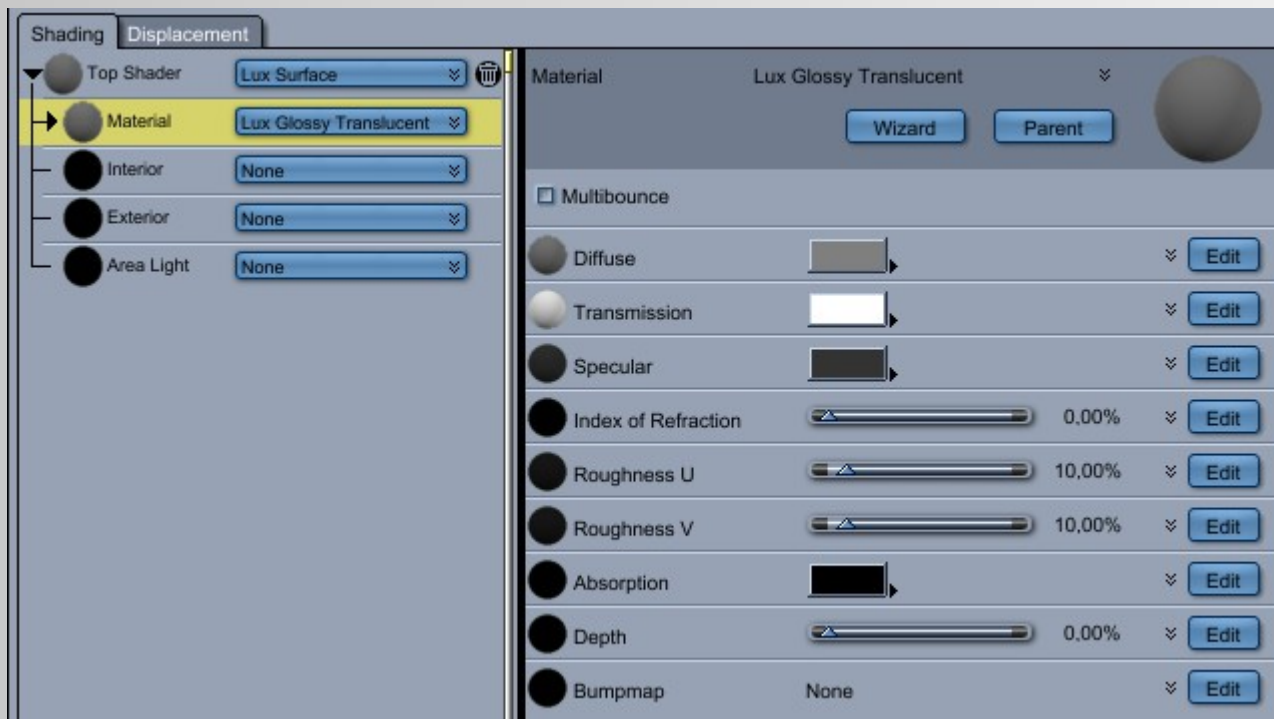 Shading Displacement
Top Shader Lux Surface
Material Lux Glossy Translucent
Interior None
Exterior None
Area Light None
Material Lux Glossy Translucent
Wizard Parent
Multibounce
Diffuse Edit
Transmission Edit
Specular Edit
Index of Refraction 0,00% Edit
Roughness U 10,00% Edit
Roughness V 10,00% Edit
Absorption Edit
Depth 0,00% Edit
Bumpmap None Edit